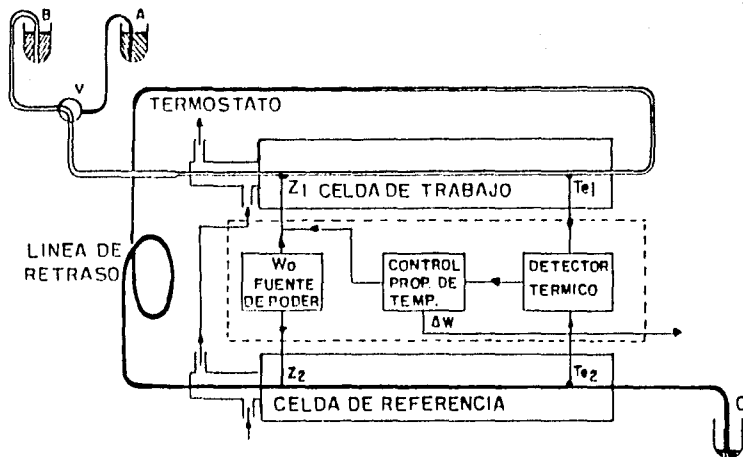 B
A
V
TERMOSTATO
Z1 CELDA DE TRABAJO Te1
LINEA DE
RETRASO
Wo
FUENTE
DE PODER
CONTROL
PROP. DE
TEMP.
DETECTOR
TERMICO
ΔW
Z2
Te2
CELDA DE REFERENCIA
C